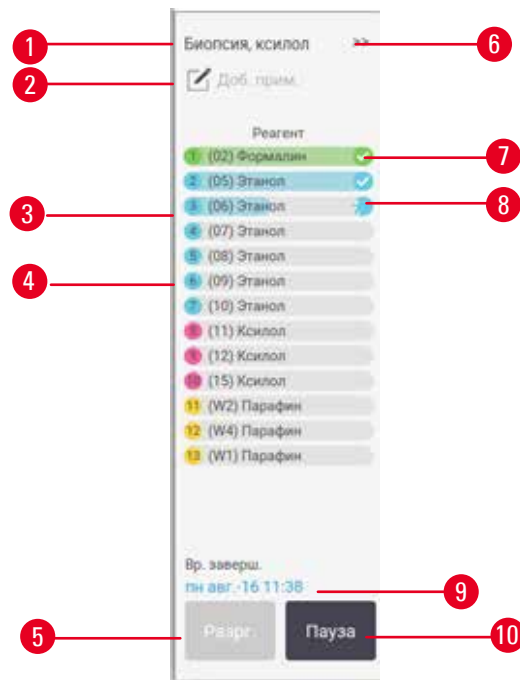 1 Биопсия, ксилол >> 6
2 Доб. прим.
Реагент
1 (02) Формалин 7
2 (05) Этанол
3 3 (06) Этанол 8
4 (07) Этанол
5 (08) Этанол
4 6 (09) Этанол
7 (10) Этанол
8 (11) Ксилол
9 (12) Ксилол
10 (15) Ксилол
11 (W2) Парафин
12 (W4) Парафин
13 (W1) Парафин
Вр. заверш.
пн авг.-16 11:38 9
5 Разрг. Пауза 10